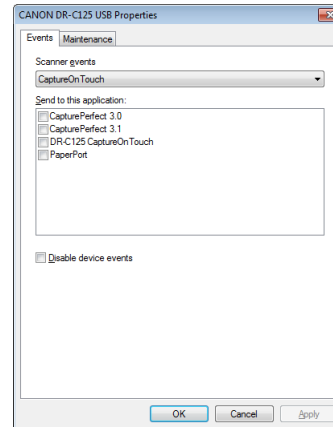 CANON DR-C125 USB Properties
Events Maintenance
Scanner events
CaptureOnTouch
Send to this application:
CapturePerfect 3.0
CapturePerfect 3.1
DR-C125 CaptureOnTouch
PaperPort
Disable device events
OK Cancel Apply